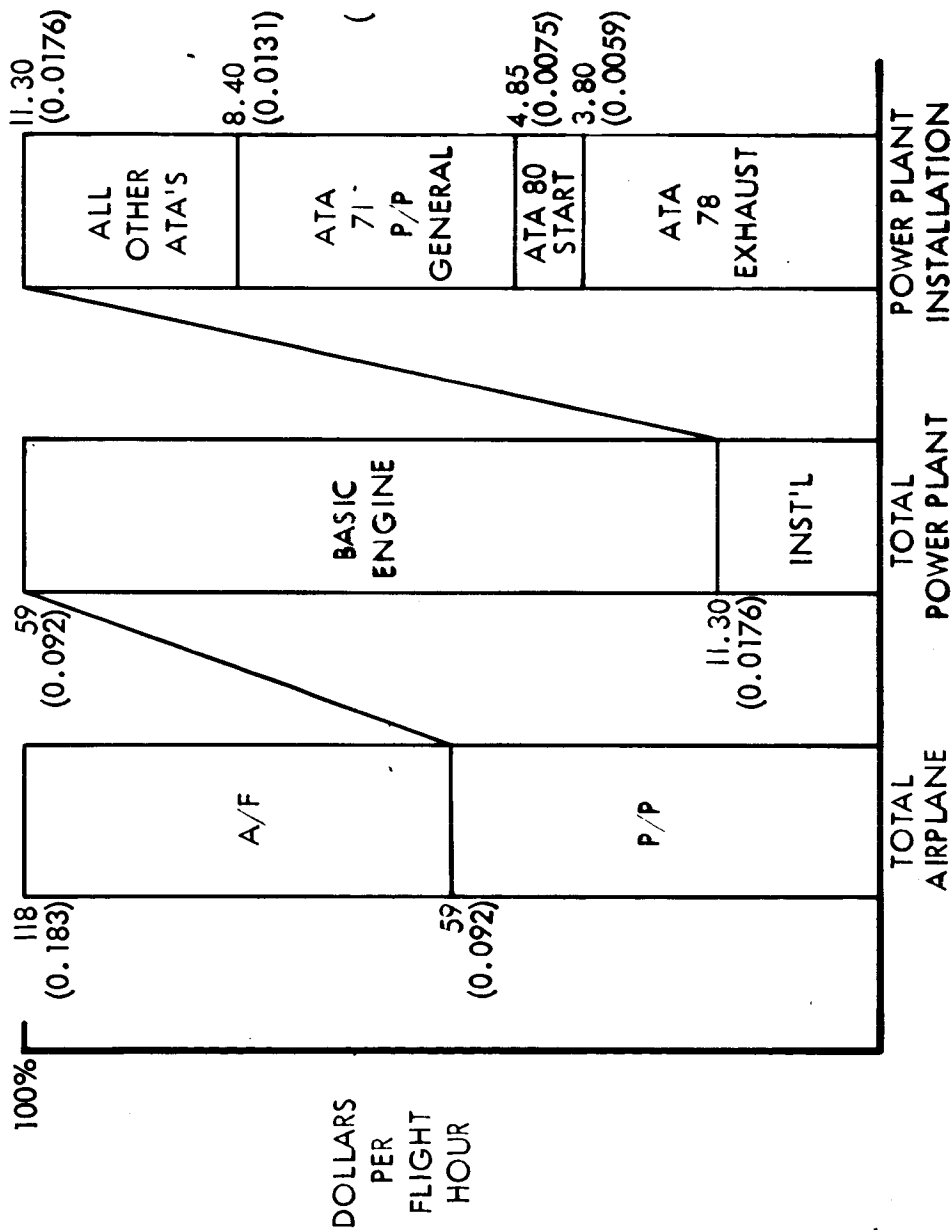 DOLLARS
PER
FLIGHT
HOUR
100%
118
(0.183)
59
(0.092)
A/F
P/P
TOTAL
AIRPLANE
59
(0.092)
11.30
(0.0176)
BASIC
ENGINE
INST'L
TOTAL
POWER PLANT
11.30
(0.0176)
8.40
(0.0131)
4.85
(0.0075)
3.80
(0.0059)
ALL
OTHER
ATA'S
ATA
71
P/P
GENERAL
ATA 80
START
ATA
78
EXHAUST
POWER PLANT
INSTALLATION